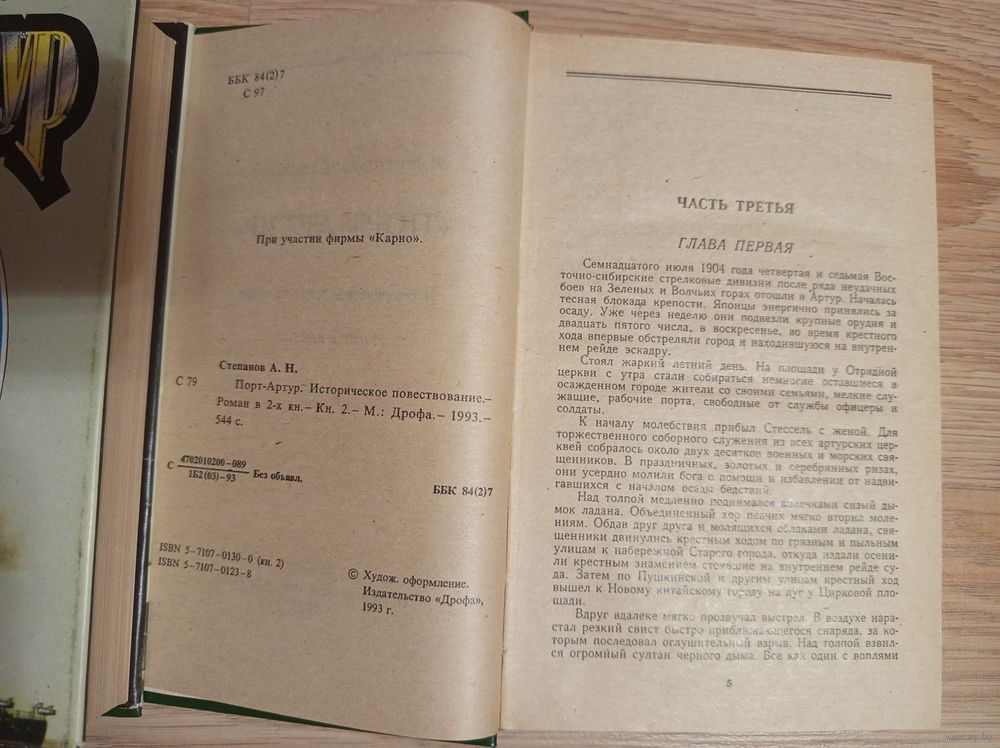 УР
ББК 84(2)7
С 97
При участии фирмы «Карно».
Степанов А. Н.
С 79
Порт-Артур. Историческое повествование.–
Роман в 2-х кн.– Кн. 2.– М.: Дрофа.– 1993.–
544 с.
С 4702010200–089
1Б2(03)–93
Без объявл.
ББК 84(2)7
ISBN 5–7107–0130–0 (кн. 2)
ISBN 5–7107–0123–8
© Худож. оформление.
Издательство «Дрофа»,
1993 г.
ЧАСТЬ ТРЕТЬЯ
ГЛАВА ПЕРВАЯ
Семнадцатого июля 1904 года четвертая и седьмая Вос-
точно-сибирские стрелковые дивизии после ряда неудачных
боев на Зеленых и Волчьих горах отошли в Артур. Началась
тесная блокада крепости. Японцы энергично принялись за
осаду. Уже через неделю они подвезли крупные орудия и
двадцать пятого числа, в воскресенье, во время крестного
хода впервые обстреляли город и находившуюся на внутрен-
нем рейде эскадру.
Стоял жаркий летний день. На площади у Отрядной
церкви с утра стали собираться немногие оставшиеся в
осажденном городе жители со своими семьями, мелкие слу-
жащие, рабочие порта, свободные от службы офицеры и
солдаты.
К началу молебствия прибыл Стессель с женой. Для
торжественного соборного служения из всех артурских цер-
квей собралось около двух десятков военных и морских свя-
щенников. В праздничных, золотых и серебрянных ризах,
они усердно молили бога о помощи и избавлении от надви-
гавшихся с началом осады бедствий.
Над толпой медленно поднимался колечками сизый ды-
мок ладана. Объединенный хор певчих мягко вторил моле-
ниям. Обдав друг друга и молящихся облаками ладана, свя-
щенники двинулись крестным ходом по грязным и пыльным
улицам к набережной Старого города, откуда издали осени-
ли крестным знамением стоявшие на внутреннем рейде су-
да. Затем по Пушкинской и другим улицам крестный ход
вышел к Новому китайскому городу на луг у Цирковой пло-
щади.
Вдруг вдалеке мягко прозвучал выстрел. В воздухе нара-
стал резкий свист быстро приближающегося снаряда, за ко-
торым последовал оглушительный взрыв. Над толпой взвил-
ся огромный султан черного дыма. Все как один с воплями
5